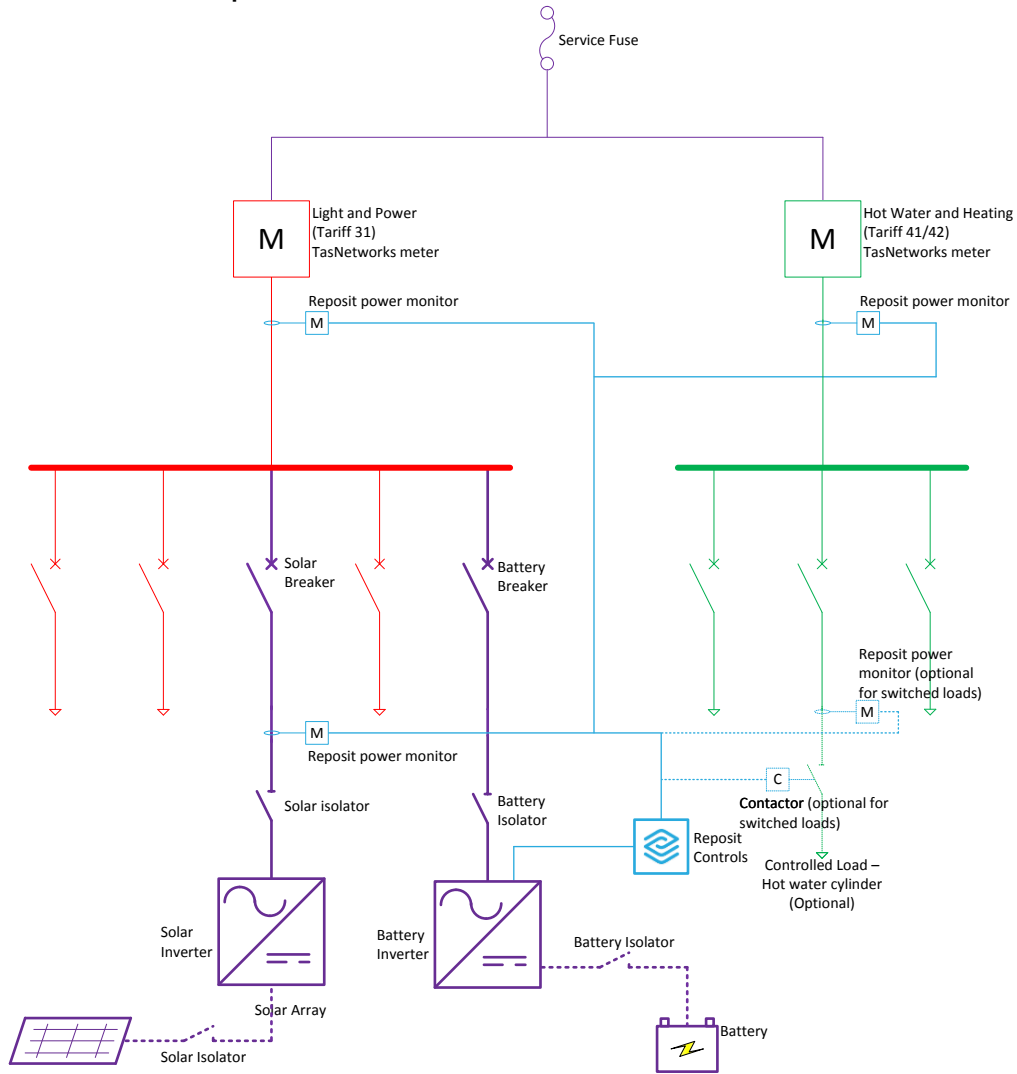 Service Fuse
Light and Power
(Tariff 31)
TasNetworks meter
M
Hot Water and Heating
(Tariff 41/42)
TasNetworks meter
M
Reposit power monitor
M
Reposit power monitor
M
Solar
Breaker
Battery
Breaker
Reposit power
monitor (optional
for switched loads)
M
M
Reposit power monitor
C
Contactor (optional for
switched loads)
Solar isolator
Battery
Isolator
Reposit
Controls
Controlled Load –
Hot water cylinder
(Optional)
Solar
Inverter
Battery
Inverter
Battery Isolator
Solar Array
Solar Isolator
Battery